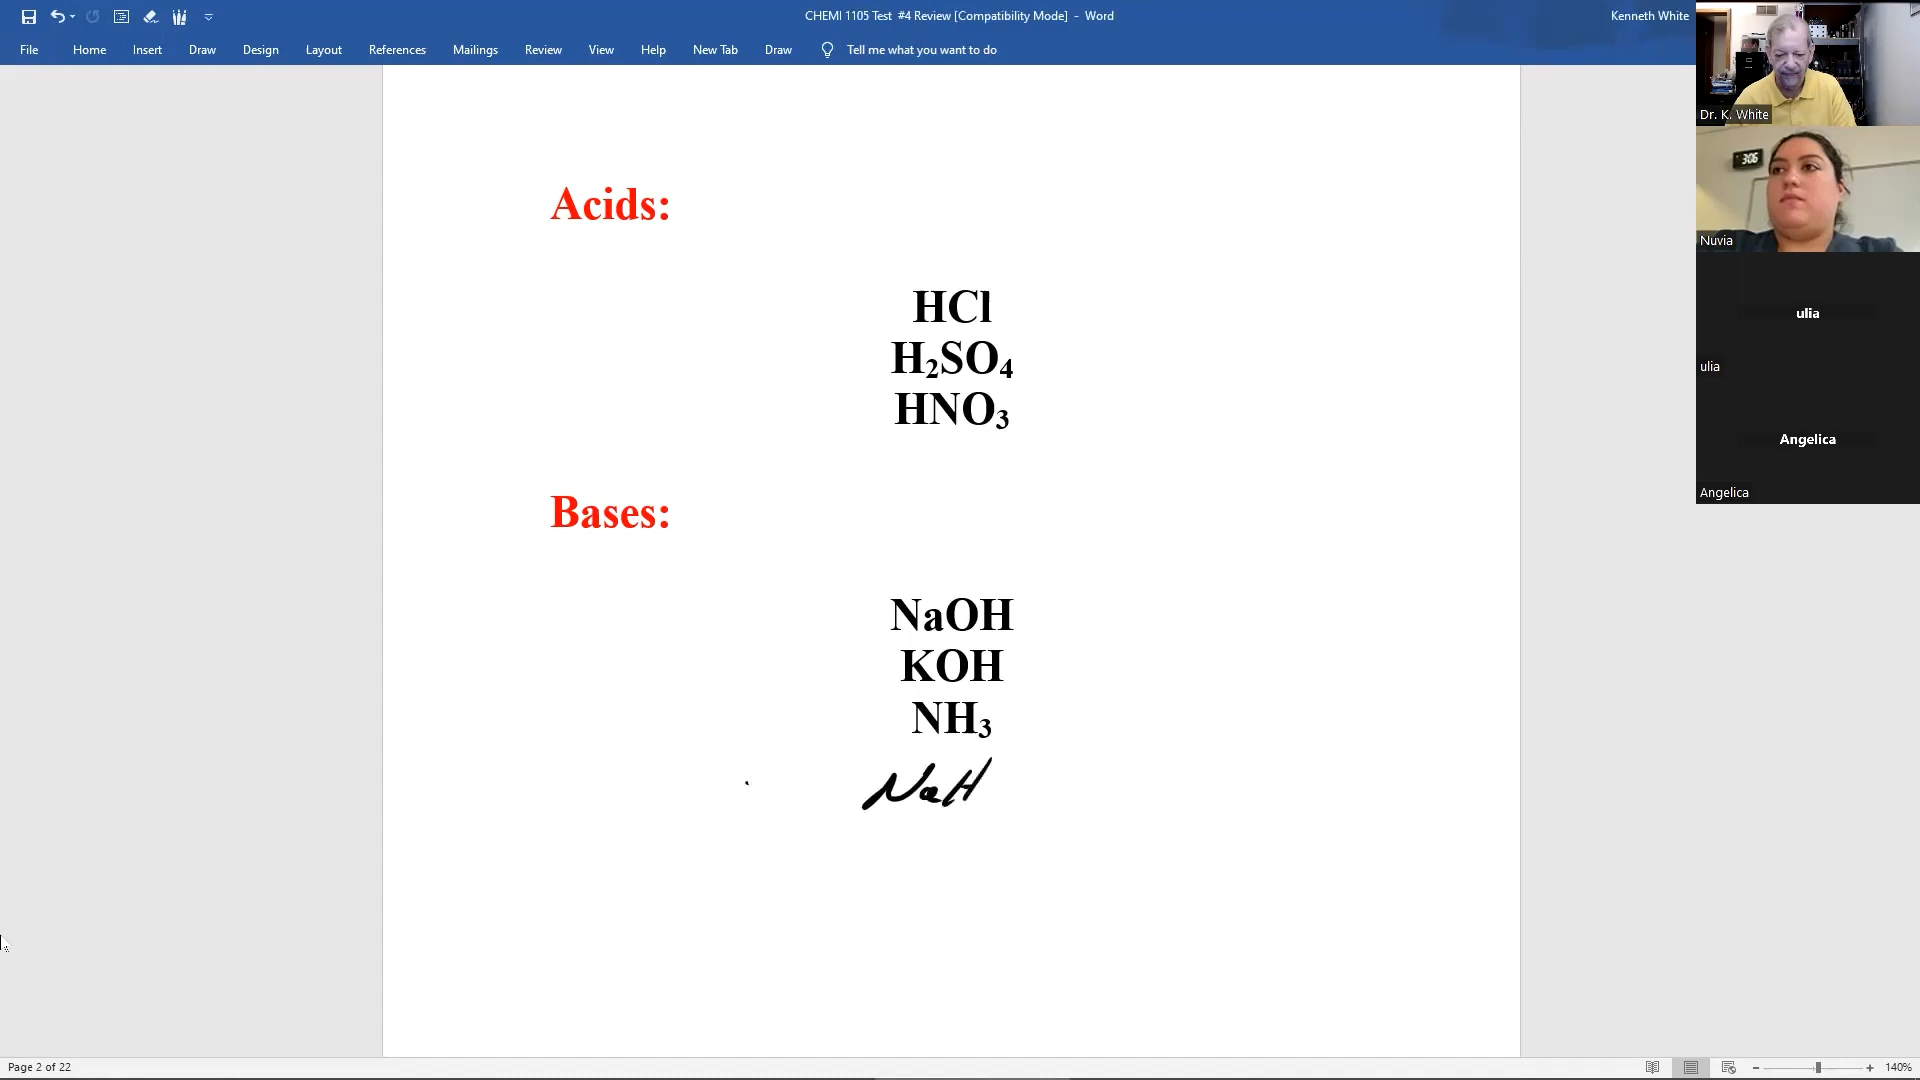 CHEMI 1105 Test #4 Review [Compatibility Mode] - Word
Kenneth White
File Home Insert Draw Design Layout References Mailings Review View Help New Tab Draw Tell me what you want to do
Dr. K. White
3:06
Nuvia
ulia
ulia
Angelica
Angelica
Acids:
HCl
H₂SO₄
HNO₃
Bases:
NaOH
KOH
NH₃
NaH
Page 2 of 22
140%